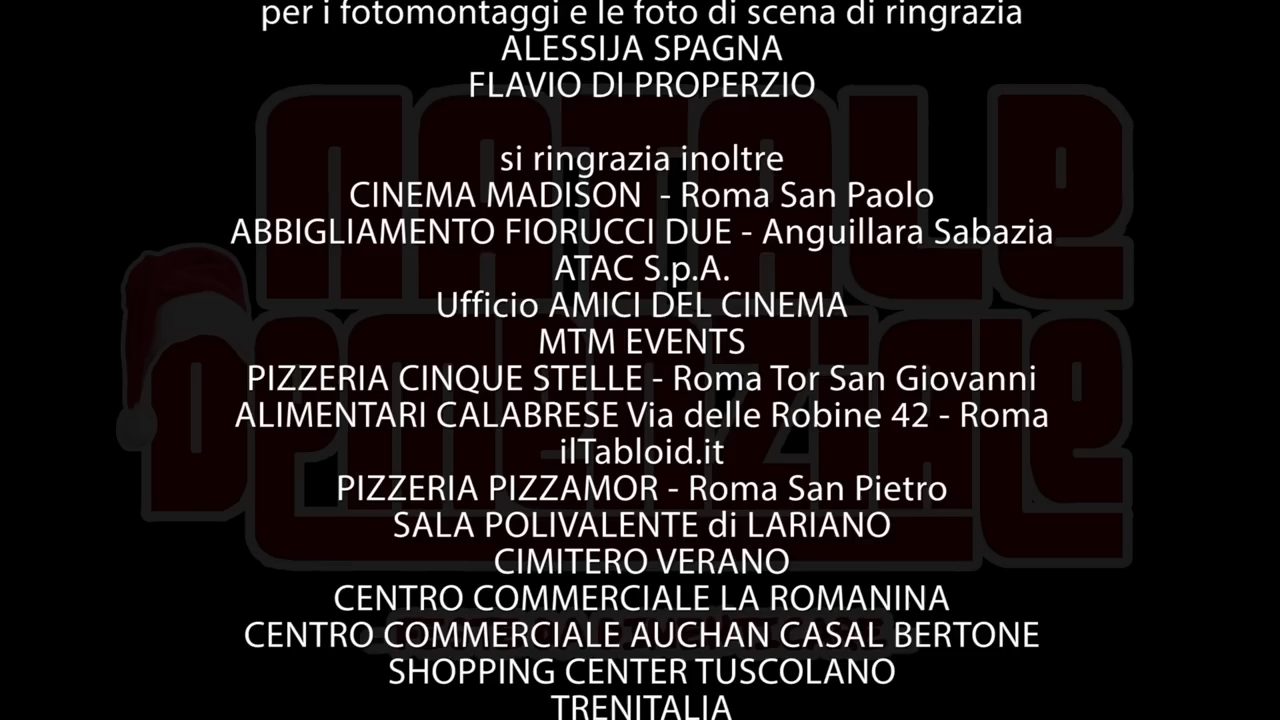 per i fotomontaggi e le foto di scena di ringrazia
ALESSIJA SPAGNA
FLAVIO DI PROPERZIO
si ringrazia inoltre
CINEMA MADISON - Roma San Paolo
ABBIGLIAMENTO FIORUCCI DUE - Anguillara Sabazia
ATAC S.p.A.
Ufficio AMICI DEL CINEMA
MTM EVENTS
PIZZERIA CINQUE STELLE - Roma Tor San Giovanni
ALIMENTARI CALABRESE Via delle Robine 42 - Roma
ilTabloid.it
PIZZERIA PIZZAMOR - Roma San Pietro
SALA POLIVALENTE di LARIANO
CIMITERO VERANO
CENTRO COMMERCIALE LA ROMANINA
CENTRO COMMERCIALE AUCHAN CASAL BERTONE
SHOPPING CENTER TUSCOLANO
TRENITALIA
NATALE
DEMENZIALE